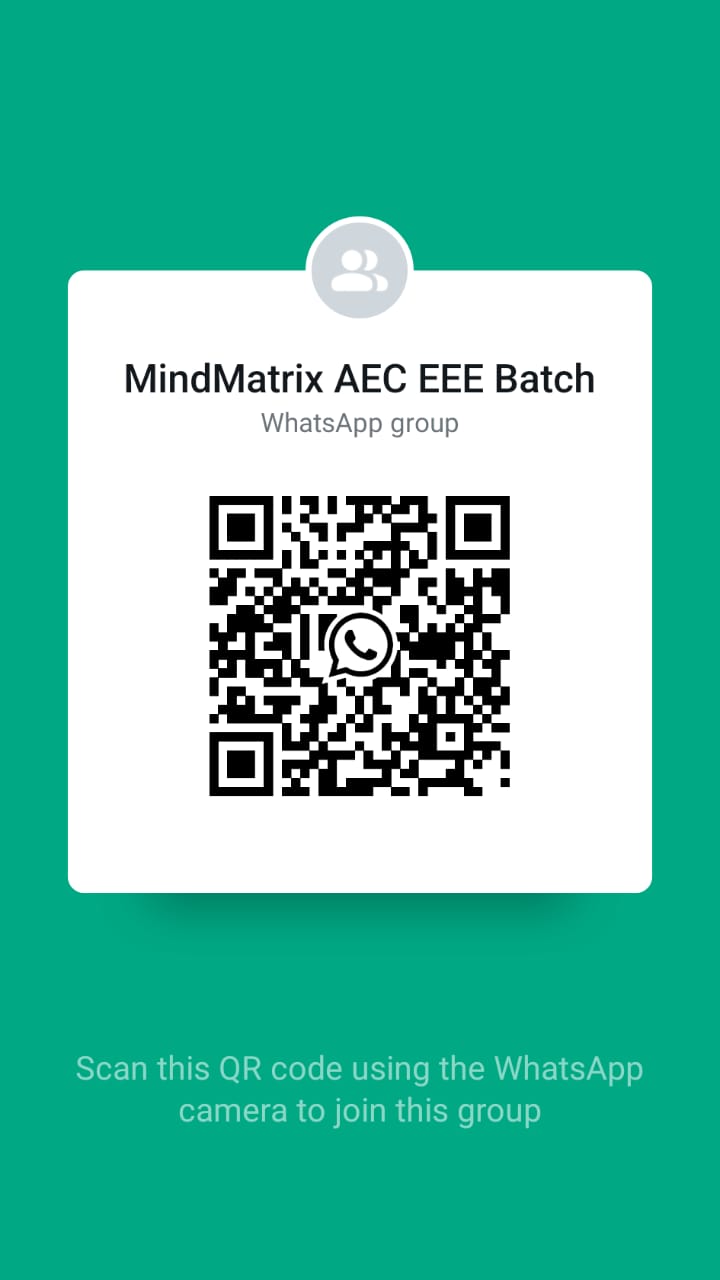 MindMatrix AEC EEE Batch
WhatsApp group
Scan this QR code using the WhatsApp
camera to join this group